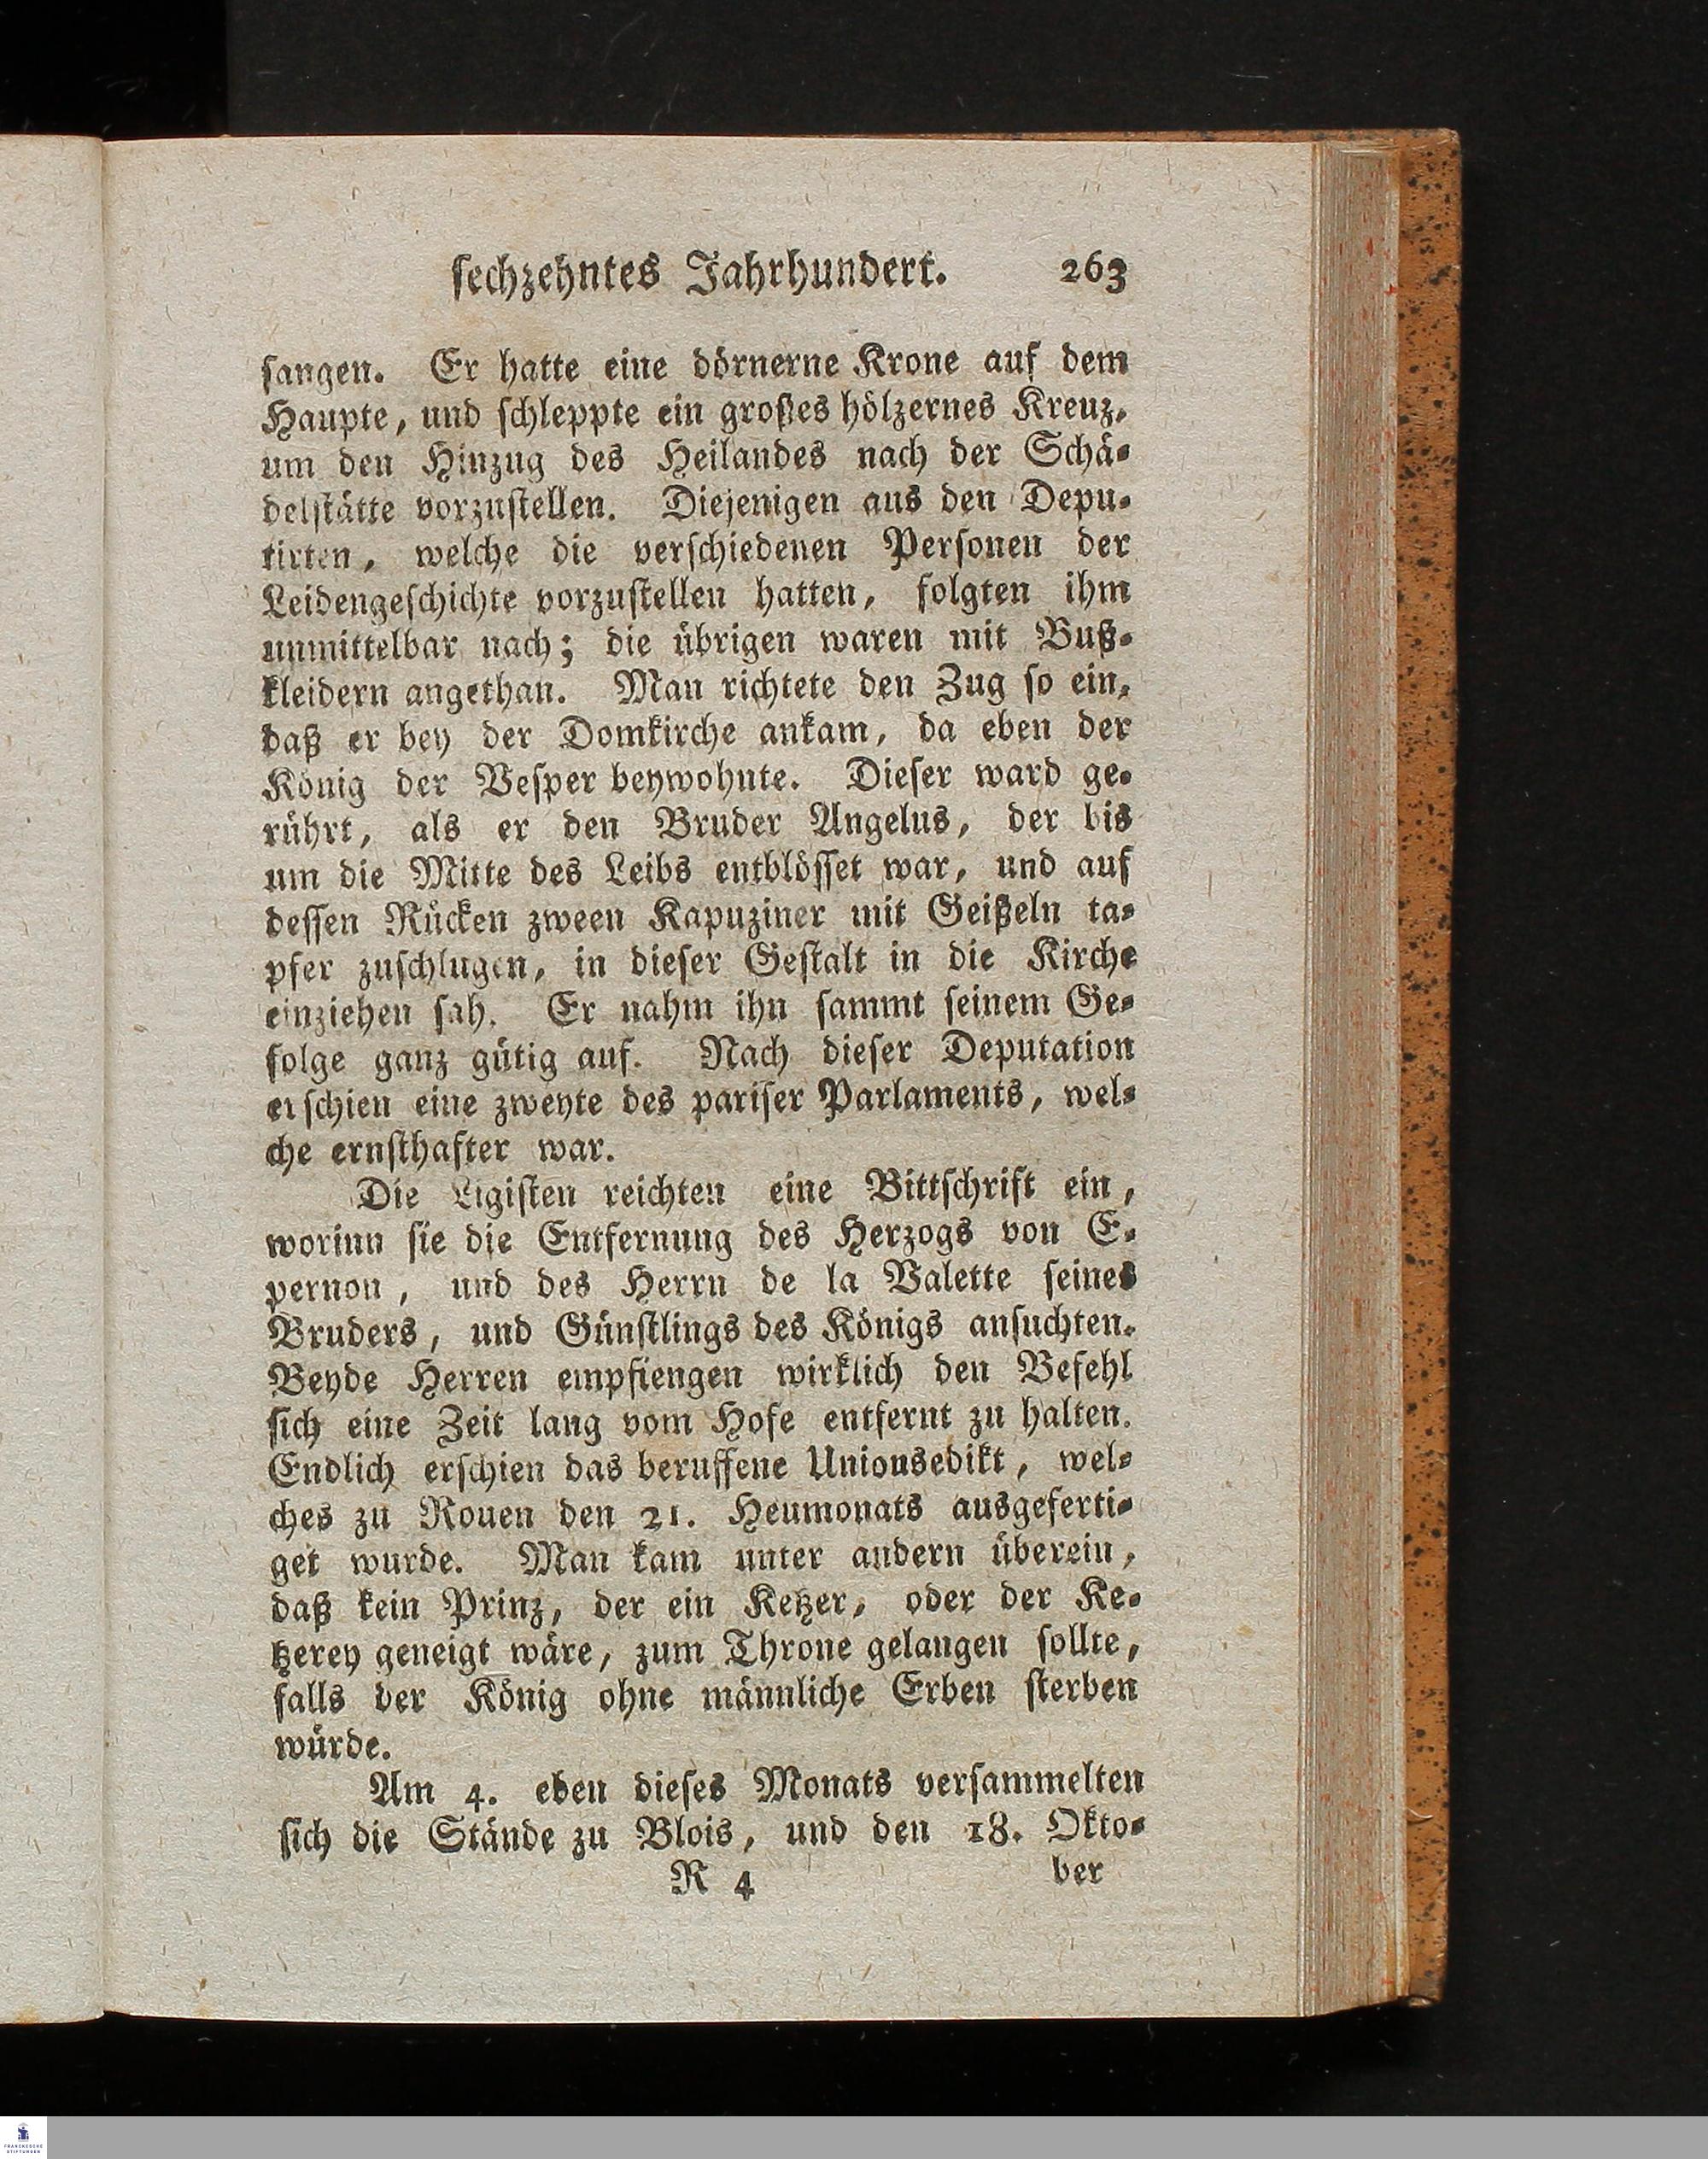 sechzehntes Jahrhundert. 263
sangen. Er hatte eine dörnerne Krone auf dem
Haupte, und schleppte ein großes hölzernes Kreuz,
um den Hinzug des Heilandes nach der Schä-
delstätte vorzustellen. Diejenigen aus den Depu-
tirten, welche die verschiedenen Personen der
Leidengeschichte vorzustellen hatten, folgten ihm
unmittelbar nach; die übrigen waren mit Buß-
kleidern angethan. Man richtete den Zug so ein,
daß er bey der Domkirche ankam, da eben der
König der Vesper beywohnte. Dieser ward ge-
rührt, als er den Bruder Angelus, der bis
um die Mitte des Leibs entblösset war, und auf
dessen Rücken zween Kapuziner mit Geißeln ta-
pfer zuschlugen, in dieser Gestalt in die Kirche
einziehen sah. Er nahm ihn sammt seinem Ge-
folge ganz gütig auf. Nach dieser Deputation
erschien eine zweyte des pariser Parlaments, wel-
che ernsthafter war.
Die Ligisten reichten eine Bittschrift ein,
worinn sie die Entfernung des Herzogs von E-
pernon, und des Herrn de la Valette seines
Bruders, und Günstlings des Königs ansuchten.
Beyde Herren empfiengen wirklich den Befehl
sich eine Zeit lang vom Hofe entfernt zu halten.
Endlich erschien das beruffene Unionsedikt, wel-
ches zu Rouen den 21. Heumonats ausgeferti-
get wurde. Man kam unter andern überein,
daß kein Prinz, der ein Ketzer, oder der Ke-
tzerey geneigt wäre, zum Throne gelangen sollte,
falls der König ohne männliche Erben sterben
würde.
Am 4. eben dieses Monats versammelten
sich die Stände zu Blois, und den 18. Okto-
R 4 ber
FRANCKESCHE
STIFTUNGEN